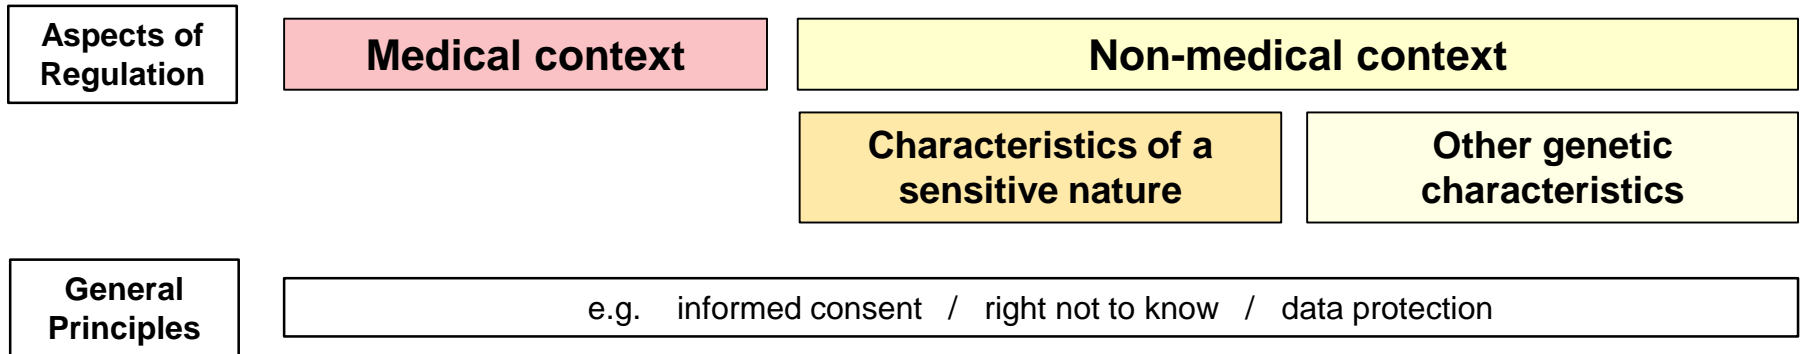 Aspects of
Regulation
Medical context
Non-medical context
Characteristics of a
sensitive nature
Other genetic
characteristics
General
Principles
e.g. informed consent / right not to know / data protection